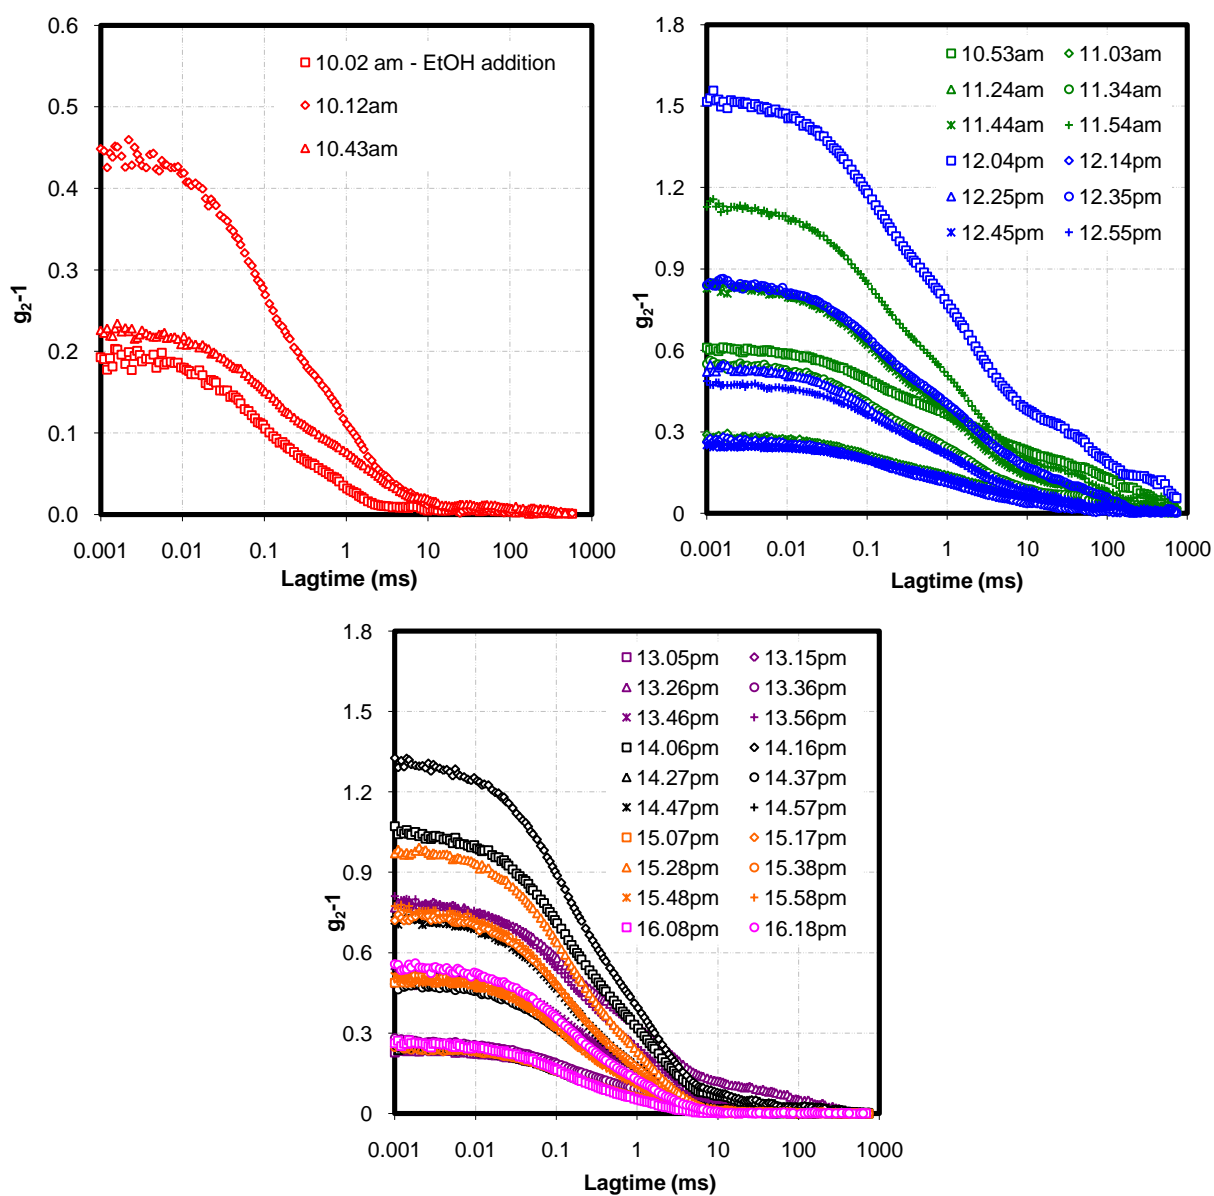 0.6
0.5
0.4
0.3
0.2
0.1
0.0
g2-1
10.02 am - EtOH addition
10.12am
10.43am
0.001 0.01 0.1 1 10 100 1000
Lagtime (ms)
1.8
1.5
1.2
0.9
0.6
0.3
0
g2-1
10.53am 11.03am
11.24am 11.34am
11.44am 11.54am
12.04pm 12.14pm
12.25pm 12.35pm
12.45pm 12.55pm
0.001 0.01 0.1 1 10 100 1000
Lagtime (ms)
1.8
1.5
1.2
0.9
0.6
0.3
0
g2-1
13.05pm 13.15pm
13.26pm 13.36pm
13.46pm 13.56pm
14.06pm 14.16pm
14.27pm 14.37pm
14.47pm 14.57pm
15.07pm 15.17pm
15.28pm 15.38pm
15.48pm 15.58pm
16.08pm 16.18pm
0.001 0.01 0.1 1 10 100 1000
Lagtime (ms)